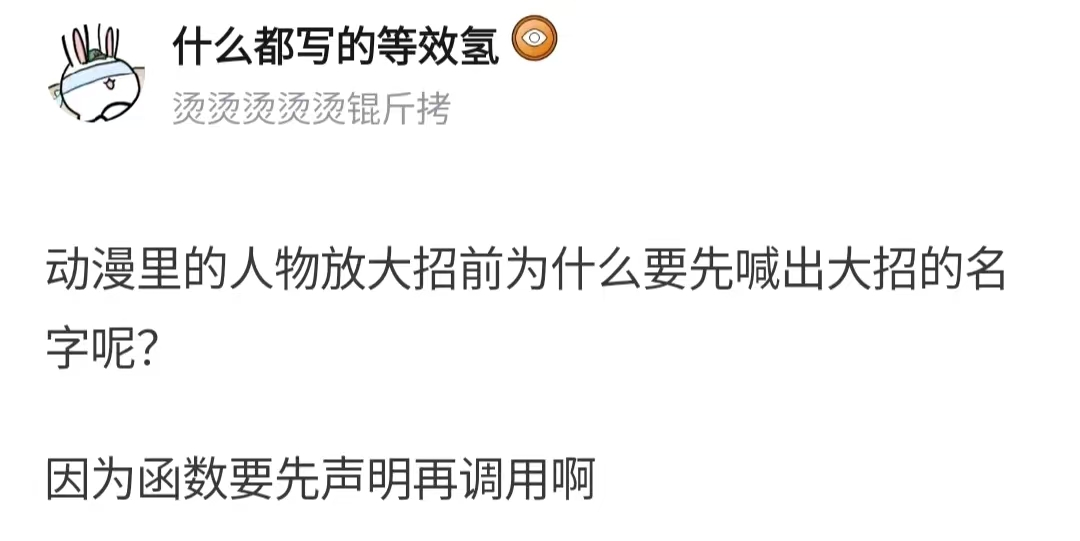 什么都写的等效氢
烫烫烫烫烫锟斤拷
动漫里的人物放大招前为什么要先喊出大招的名
字呢？
因为函数要先声明再调用啊